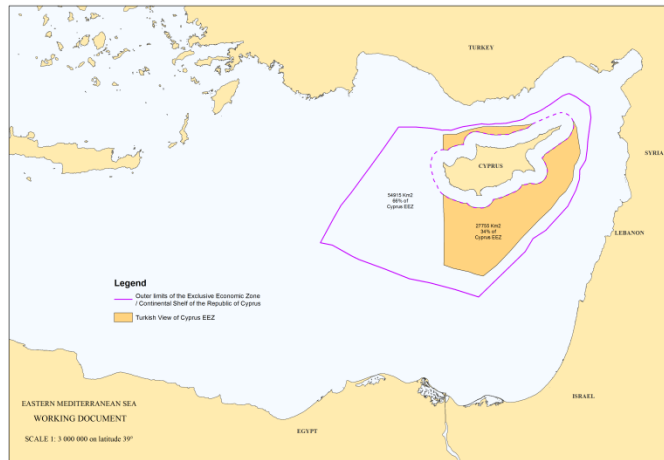 TURKEY
SYRIA
CYPRUS
54915 Km2
66% of
Cyprus EEZ
27755 Km2
34% of
Cyprus EEZ
LEBANON
Legend
Outer limits of the Exclusive Economic Zone
/ Continental Shelf of the Republic of Cyprus
Turkish View of Cyprus EEZ
ISRAEL
EASTERN MEDITERRANEAN SEA
WORKING DOCUMENT
SCALE 1: 3 000 000 on latitude 39°
EGYPT